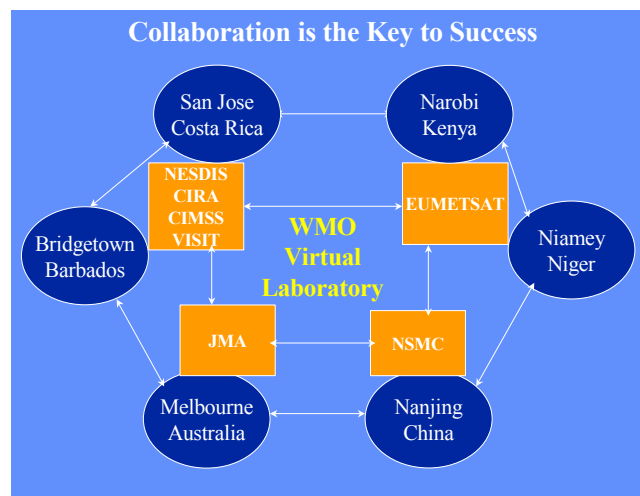 Collaboration is the Key to Success
San Jose
Costa Rica
Narobi
Kenya
NESDIS
CIRA
CIMSS
VISIT
EUMETSAT
WMO
Virtual
Laboratory
Bridgetown
Barbados
Niamey
Niger
JMA
NSMC
Melbourne
Australia
Nanjing
China